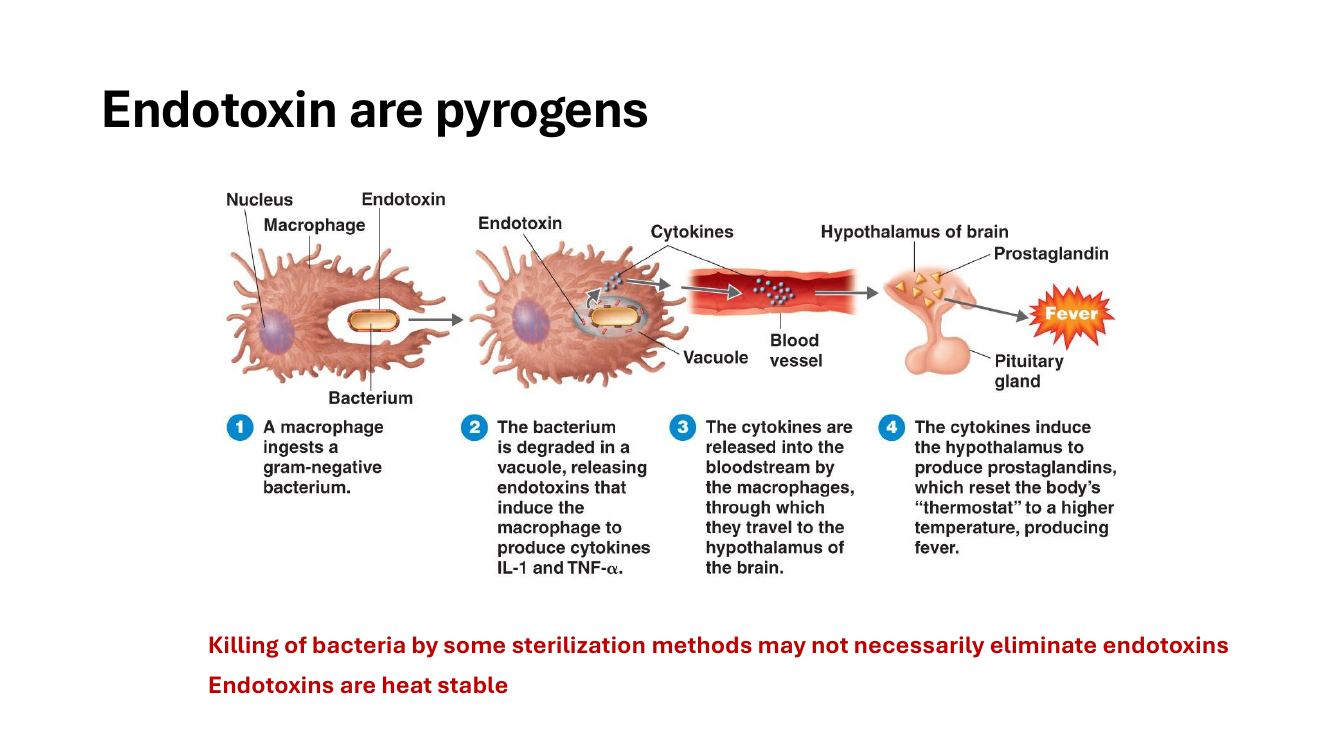 Endotoxin are pyrogens
Nucleus
Endotoxin
Macrophage
Bacterium
Endotoxin
Cytokines
Vacuole
Blood
vessel
Hypothalamus of brain
Prostaglandin
Fever
Pituitary
gland
1
A macrophage
ingests a
gram-negative
bacterium.
2
The bacterium
is degraded in a
vacuole, releasing
endotoxins that
induce the
macrophage to
produce cytokines
IL-1 and TNF-α.
3
The cytokines are
released into the
bloodstream by
the macrophages,
through which
they travel to the
hypothalamus of
the brain.
4
The cytokines induce
the hypothalamus to
produce prostaglandins,
which reset the body’s
“thermostat” to a higher
temperature, producing
fever.
Killing of bacteria by some sterilization methods may not necessarily eliminate endotoxins
Endotoxins are heat stable